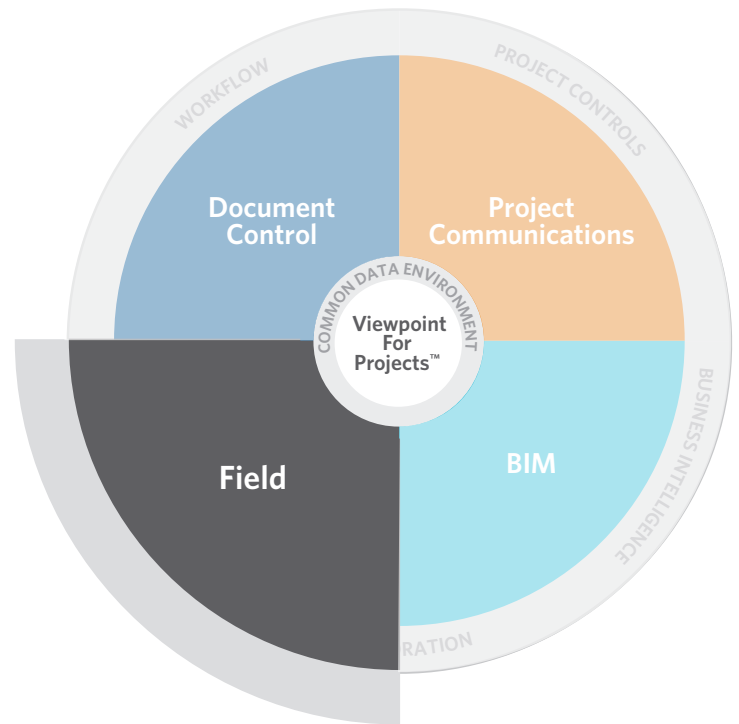 WORKFLOW
PROJECT CONTROLS
Document
Control
Project
Communications
COMMON DATA ENVIRONMENT
Viewpoint
For
Projects™
BUSINESS INTELLIGENCE
Field
BIM
RATION